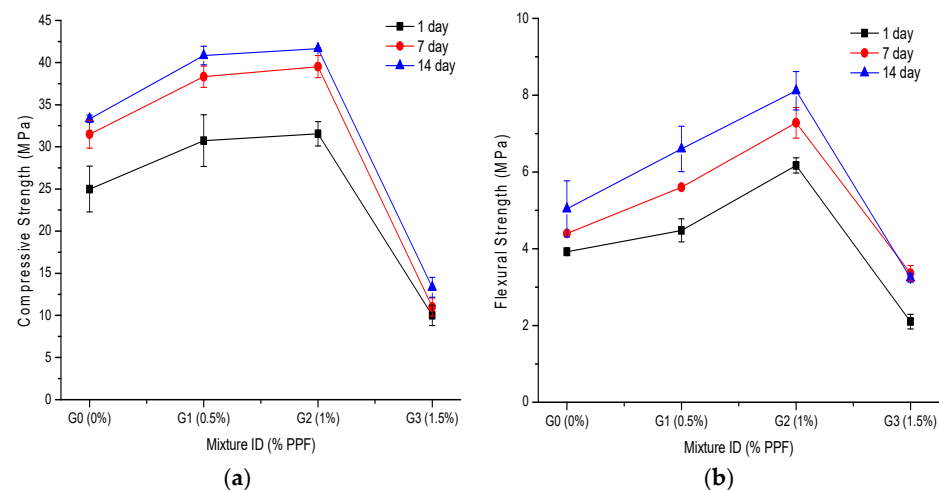 45
40
35
30
25
20
15
10
5
0
Compressive Strength (MPa)
1 day
7 day
14 day
G0 (0%) G1 (0.5%) G2 (1%) G3 (1.5%)
Mixture ID (% PPF)
(a)
10
8
6
4
2
0
Flexural Strength (MPa)
1 day
7 day
14 day
G0 (0%) G1 (0.5%) G2 (1%) G3 (1.5%)
Mixture ID (% PPF)
(b)